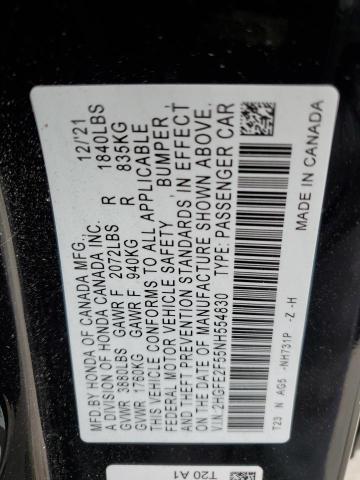 MFG. BY HONDA OF CANADA MFG., 12/'21
A DIVISION OF HONDA CANADA INC.
GVWR 3880LBS GAWR F 2072LBS R 1840LBS
GVWR 1760KG GAWR F 940KG R 835KG
THIS VEHICLE CONFORMS TO ALL APPLICABLE
FEDERAL MOTOR VEHICLE SAFETY, BUMPER,
AND THEFT PREVENTION STANDARDS IN EFFECT
ON THE DATE OF MANUFACTURE SHOWN ABOVE.
V.I.N. 2HGFE2F55NH554830 TYPE: PASSENGER CAR
T23 N AG5 -NH731P -Z -H
MADE IN CANADA
T20 A1